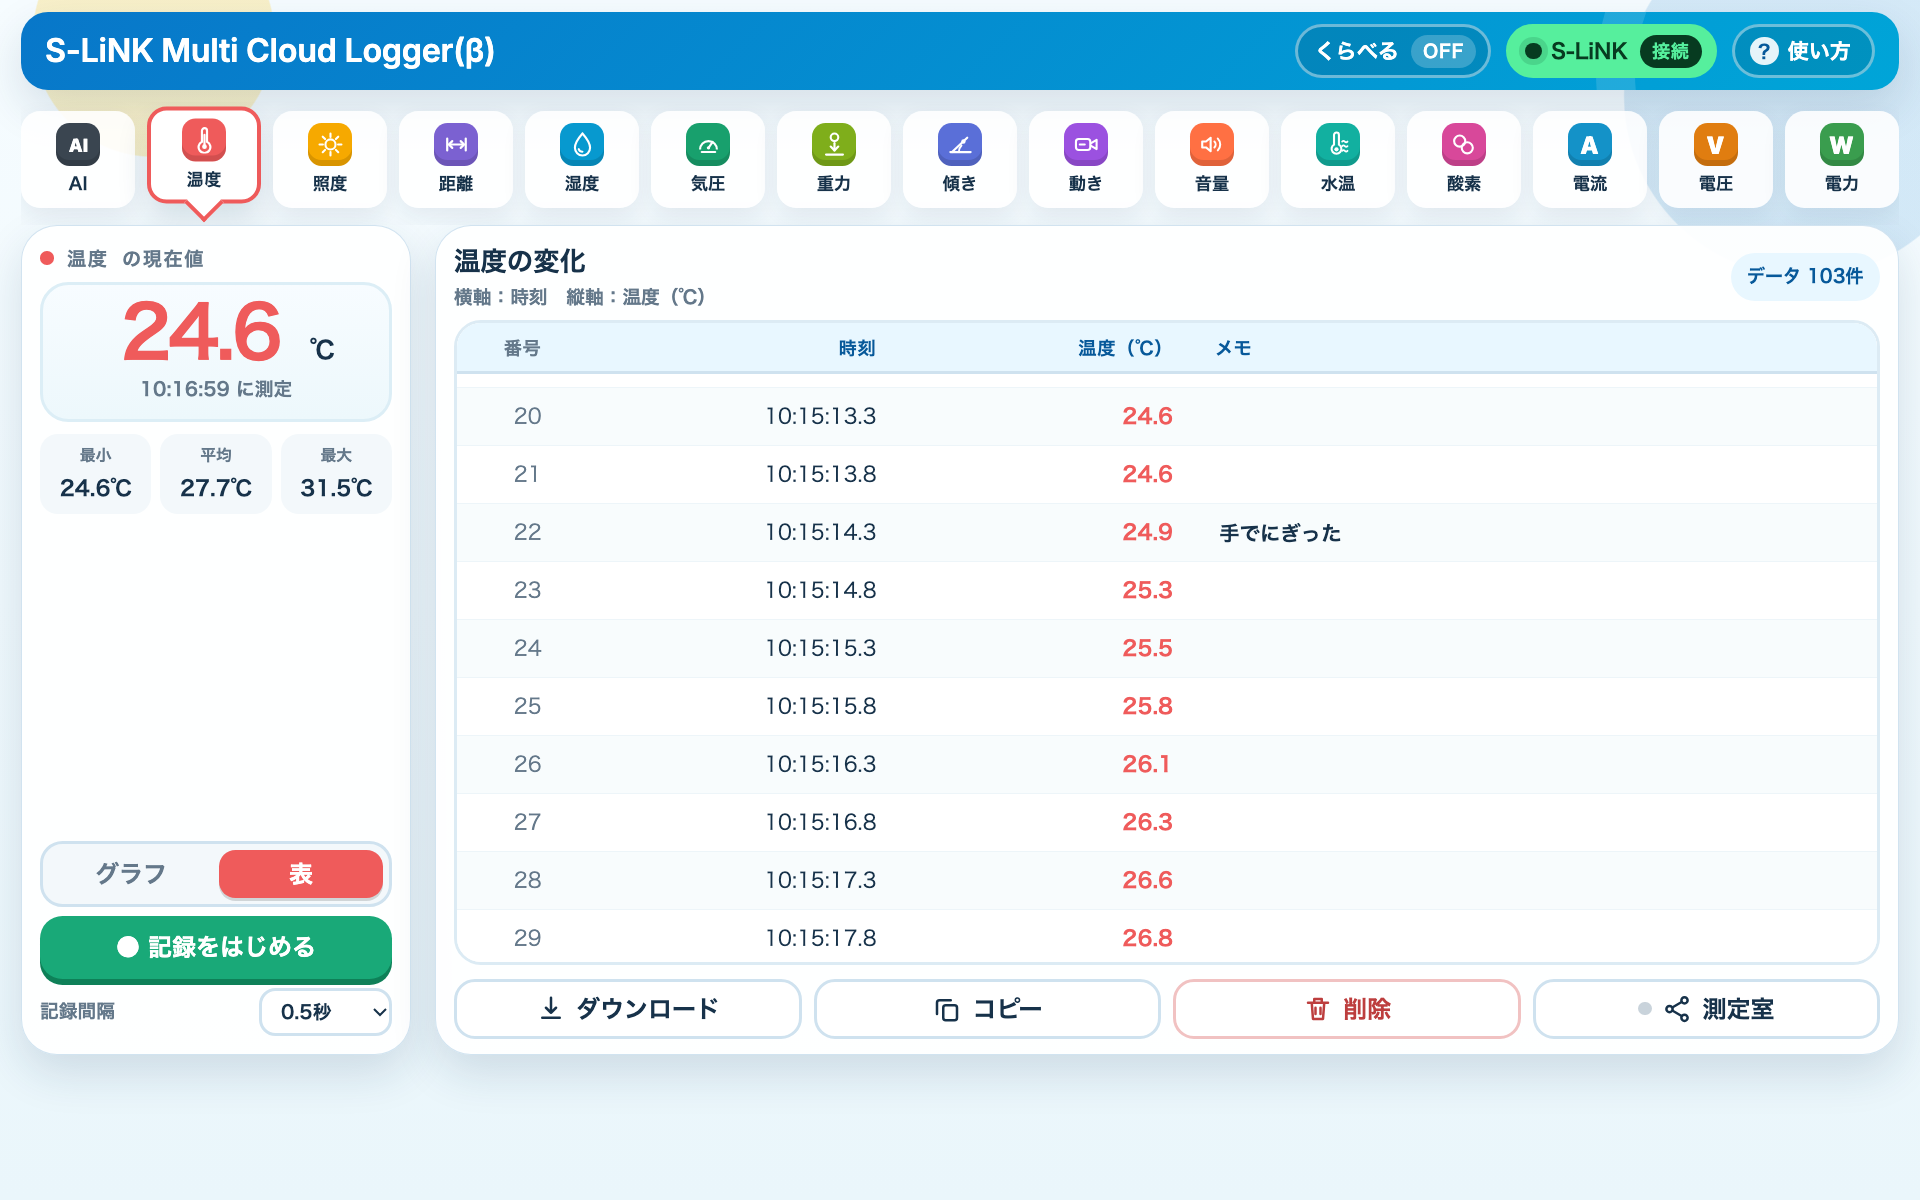 S-LiNK Multi Cloud Logger(β)
くらべる OFF
S-LiNK 接続
? 使い方
AI AI
温度
照度
距離
湿度
気圧
重力
傾き
動き
音量
水温
酸素
A 電流
V 電圧
W 電力
温度 の現在値
24.6 ℃
10:16:59 に測定
最小 平均 最大
24.6℃ 27.7℃ 31.5℃
グラフ 表
記録をはじめる
記録間隔 0.5秒
温度の変化
横軸：時刻 縦軸：温度（℃）
データ 103件
番号 時刻 温度（℃） メモ
20 10:15:13.3 24.6
21 10:15:13.8 24.6
22 10:15:14.3 24.9 手でにぎった
23 10:15:14.8 25.3
24 10:15:15.3 25.5
25 10:15:15.8 25.8
26 10:15:16.3 26.1
27 10:15:16.8 26.3
28 10:15:17.3 26.6
29 10:15:17.8 26.8
ダウンロード コピー 削除 測定室